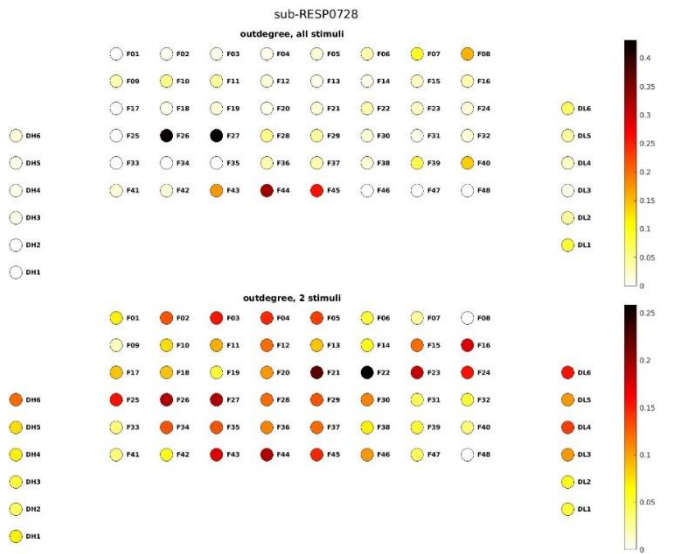 sub-RESP0728
outdegree, all stimuli
F01 F02 F03 F04 F05 F06 F07 F08
F09 F10 F11 F12 F13 F14 F15 F16
F17 F18 F19 F20 F21 F22 F23 F24 DL6
DH6 F25 F26 F27 F28 F29 F30 F31 F32 DL5
DH5 F33 F34 F35 F36 F37 F38 F39 F40 DL4
DH4 F41 F42 F43 F44 F45 F46 F47 F48 DL3
DH3 DL2
DH2 DL1
DH1
0.4
0.35
0.3
0.25
0.2
0.15
0.1
0.05
0
outdegree, 2 stimuli
F01 F02 F03 F04 F05 F06 F07 F08
F09 F10 F11 F12 F13 F14 F15 F16
F17 F18 F19 F20 F21 F22 F23 F24 DL6
DH6 F25 F26 F27 F28 F29 F30 F31 F32 DL5
DH5 F33 F34 F35 F36 F37 F38 F39 F40 DL4
DH4 F41 F42 F43 F44 F45 F46 F47 F48 DL3
DH3 DL2
DH2 DL1
DH1
0.25
0.2
0.15
0.1
0.05
0